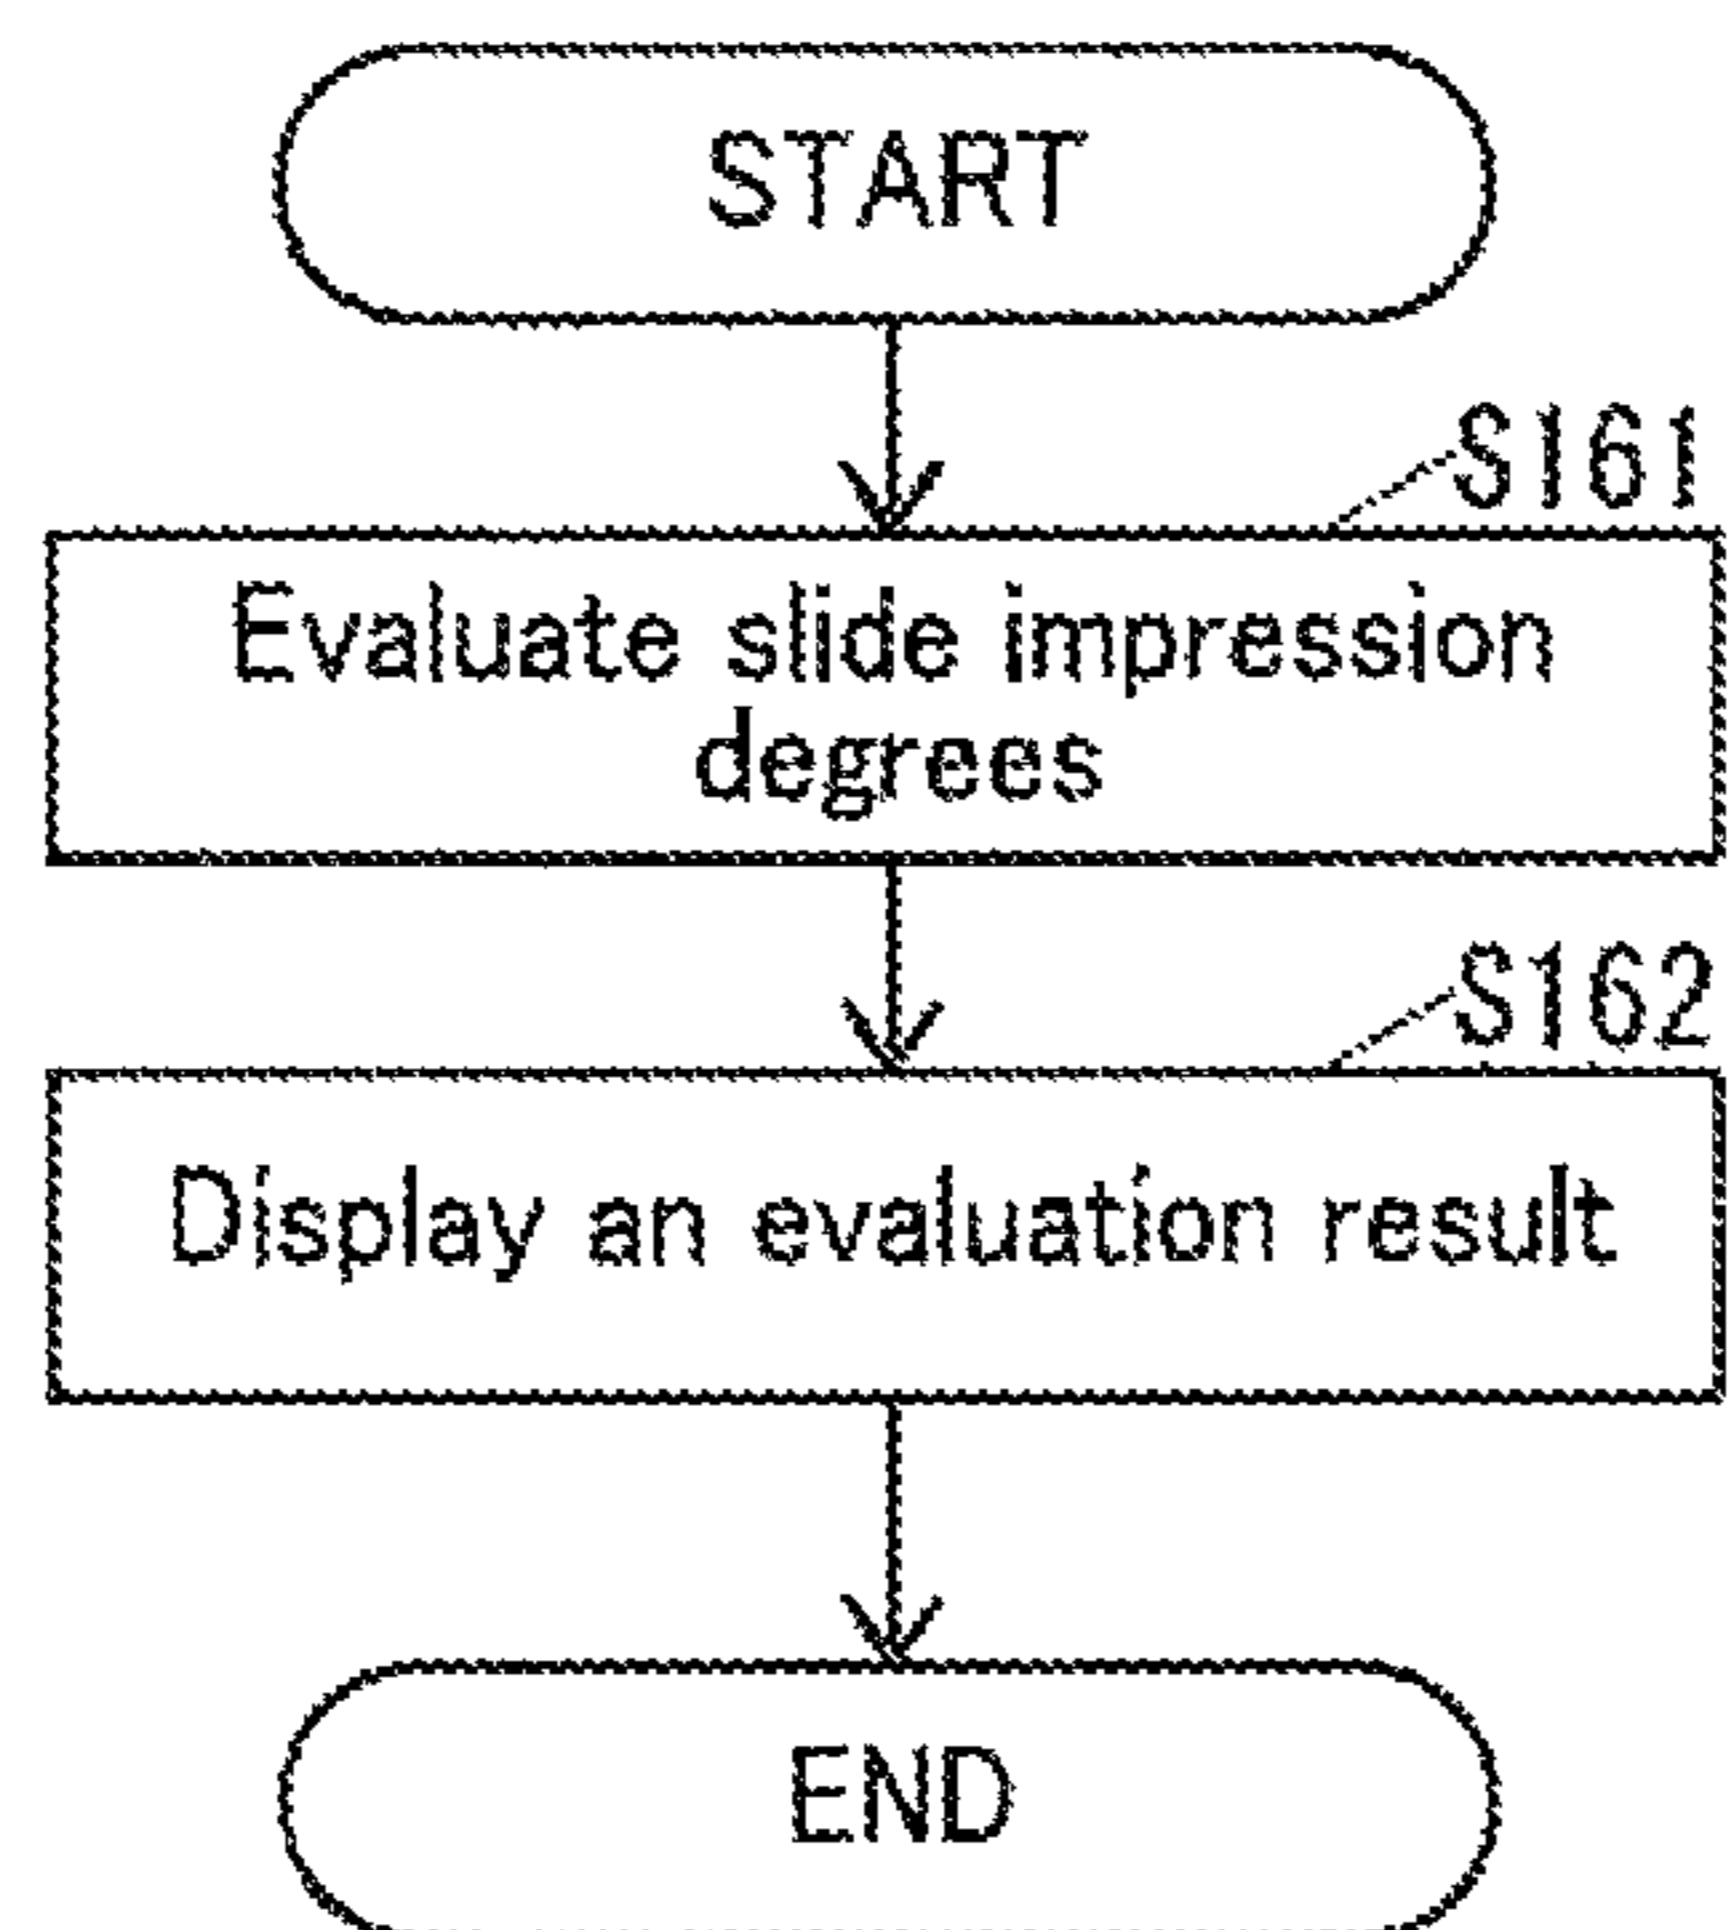 START
S161
Evaluate slide impression
degrees
S162
Display an evaluation result
END